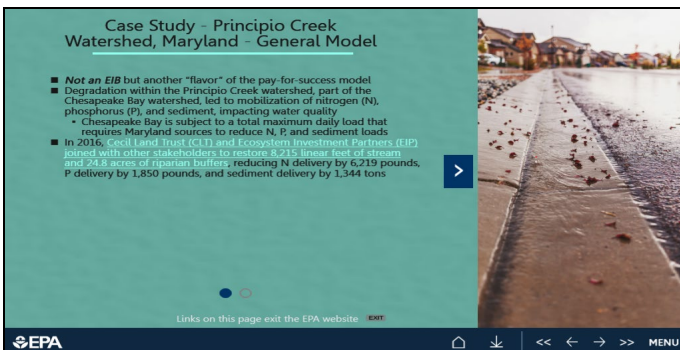 Case Study - Principio Creek
Watershed, Maryland - General Model
■ Not an EIB but another "flavor" of the pay-for-success model
■ Degradation within the Principio Creek watershed, part of the
Chesapeake Bay watershed, led to mobilization of nitrogen (N),
phosphorus (P), and sediment, impacting water quality
• Chesapeake Bay is subject to a total maximum daily load that
requires Maryland sources to reduce N, P, and sediment loads
■ In 2016, Cecil Land Trust (CLT) and Ecosystem Investment Partners (EIP)
joined with other stakeholders to restore 8,215 linear feet of stream
and 24.8 acres of riparian buffers, reducing N delivery by 6,219 pounds,
P delivery by 1,850 pounds, and sediment delivery by 1,344 tons
>
Links on this page exit the EPA website EXIT
EPA << ← → >> MENU